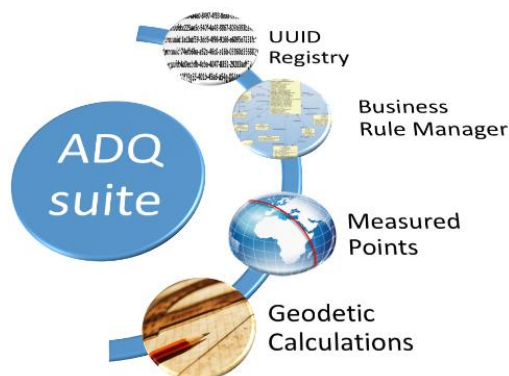 ADQ
suite
UUID
Registry
Business
Rule Manager
Measured
Points
Geodetic
Calculations